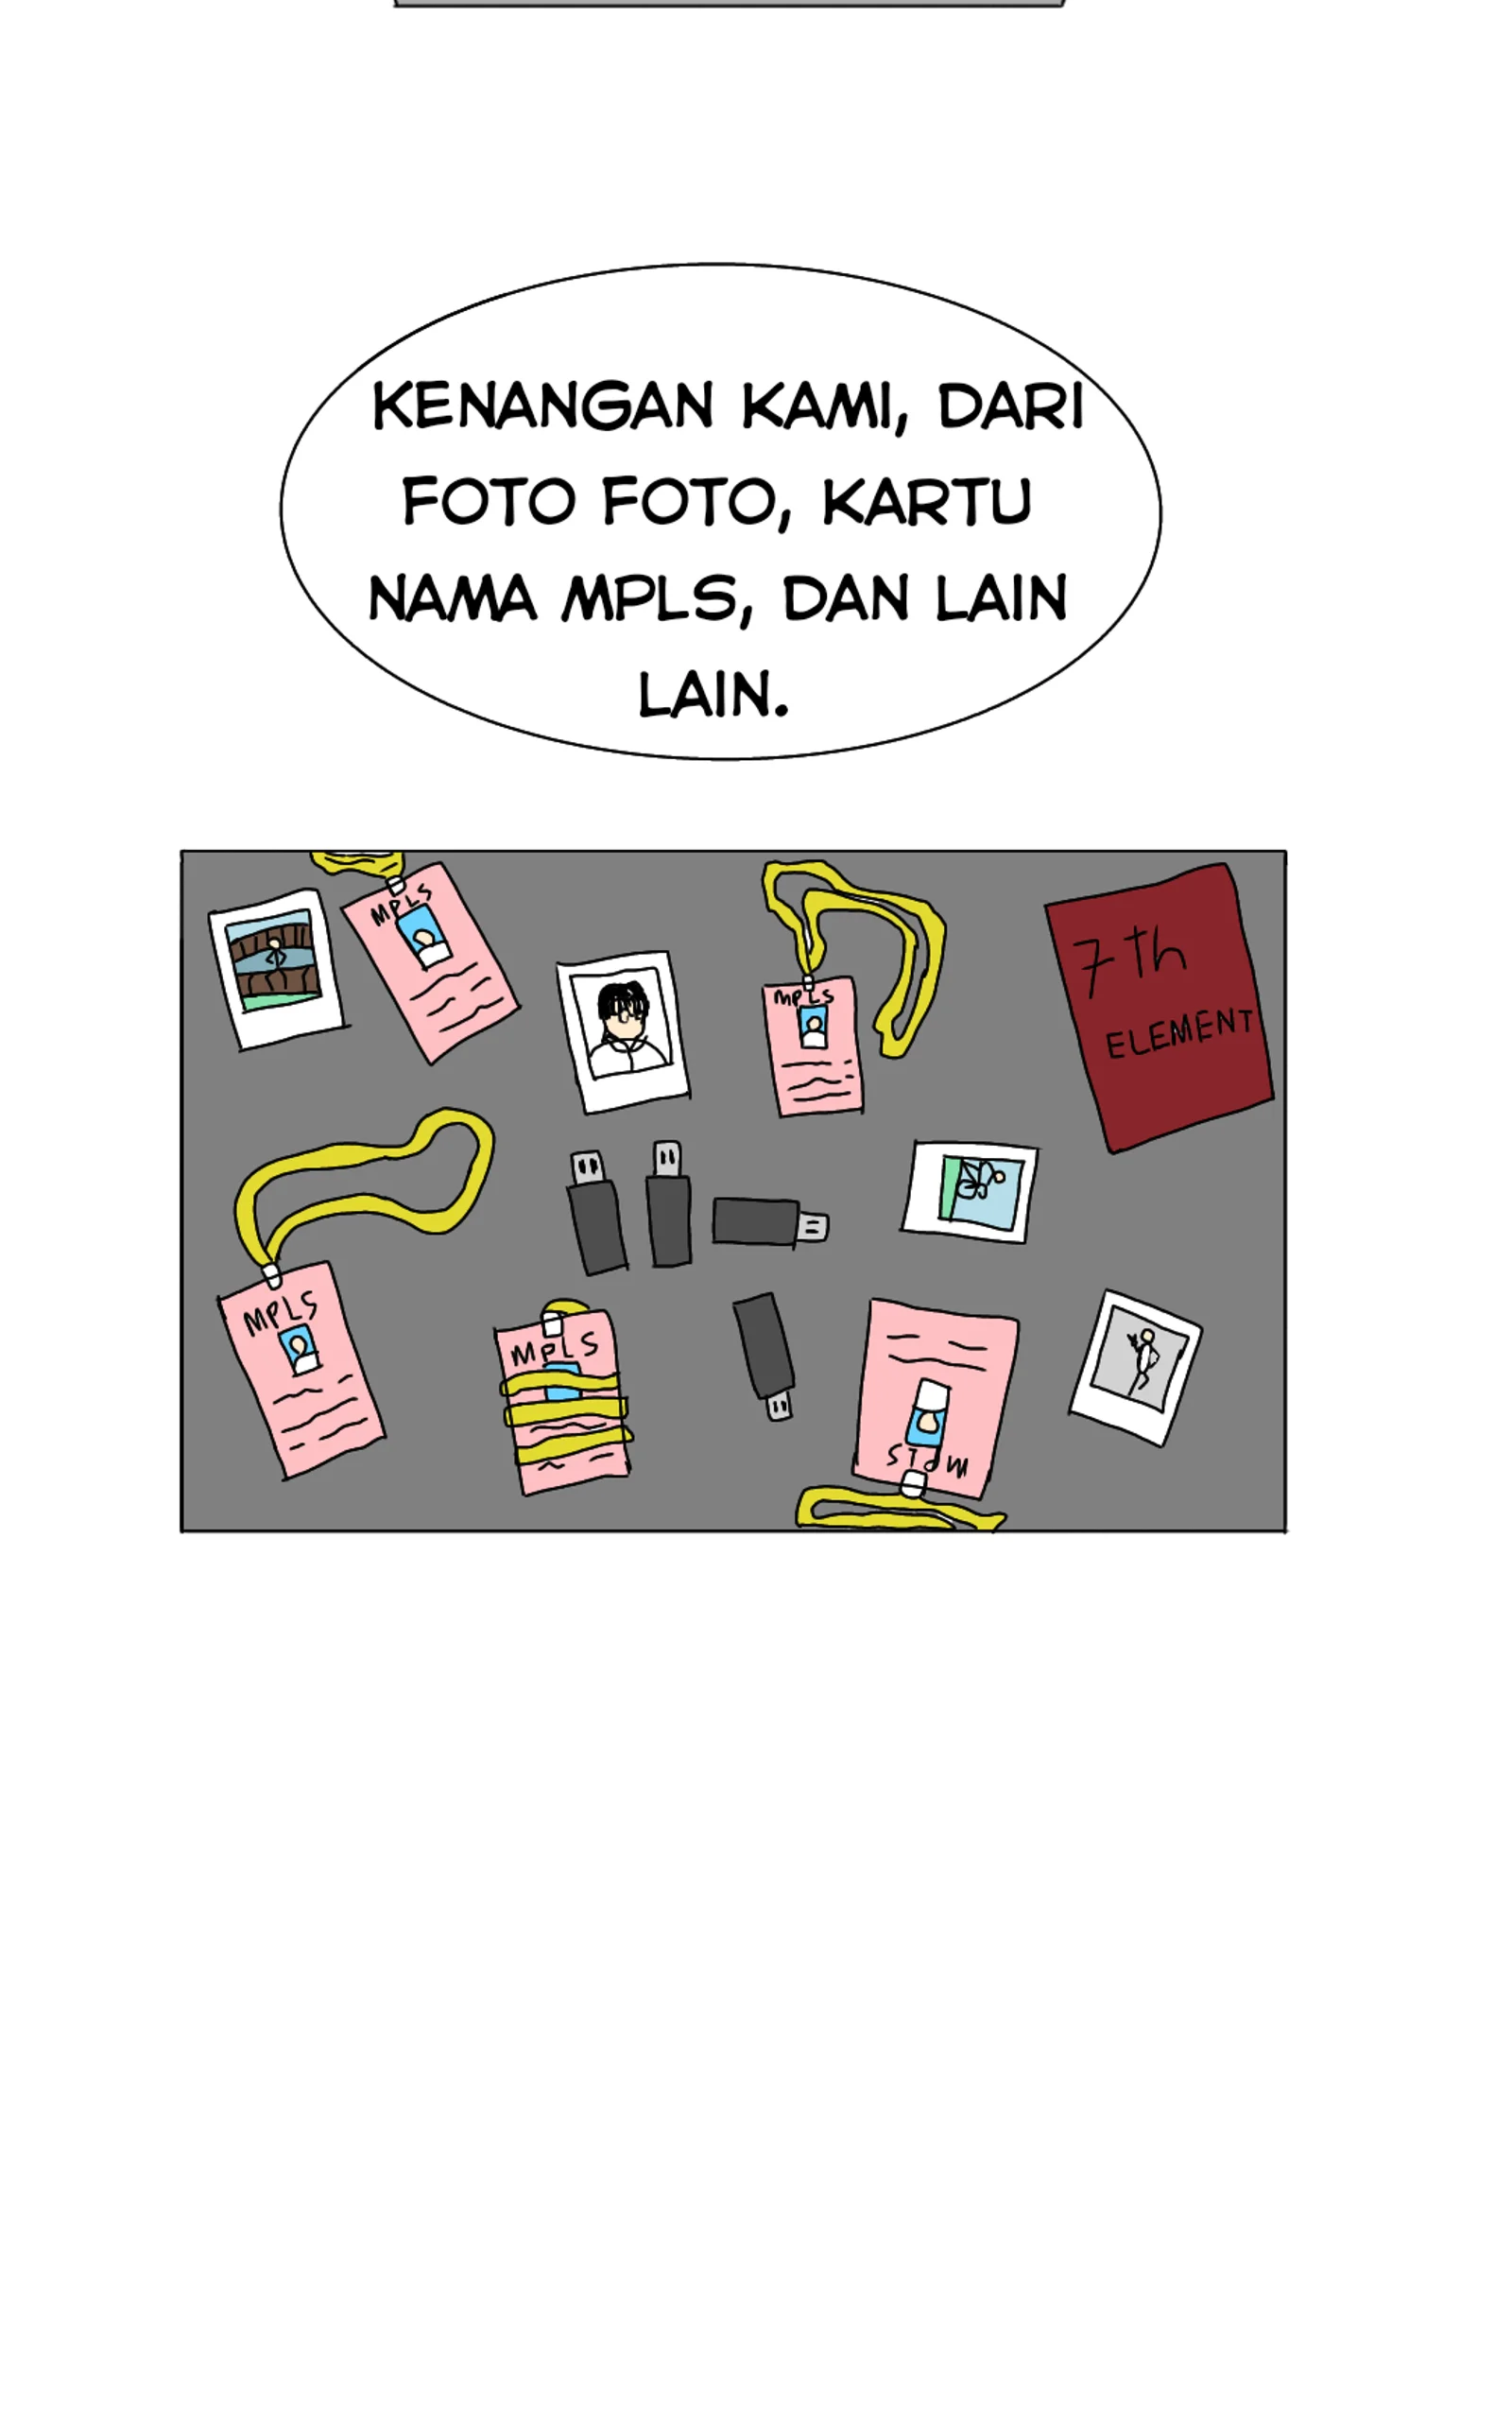 KENANGAN KAMI, DARI
FOTO FOTO, KARTU
NAMA MPLS, DAN LAIN
LAIN.
MPLS
MPLS
7th
ELEMENT
MPLS
MPLS
MPLS